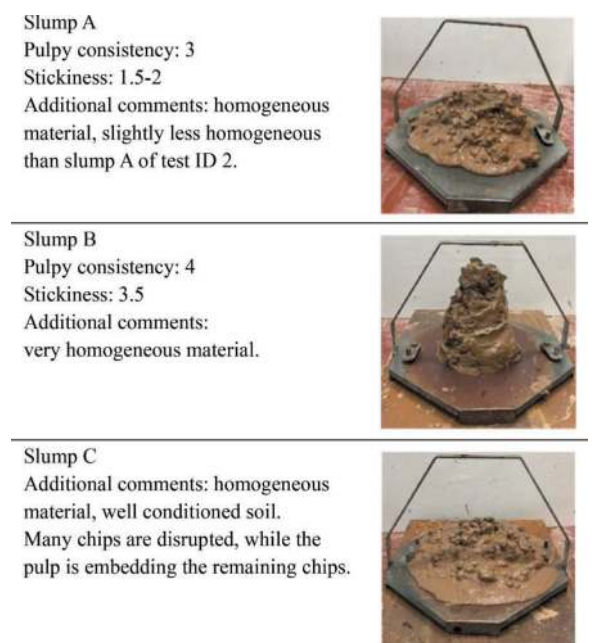 Slump A
Pulpy consistency: 3
Stickiness: 1.5-2
Additional comments: homogeneous
material, slightly less homogeneous
than slump A of test ID 2.
Slump B
Pulpy consistency: 4
Stickiness: 3.5
Additional comments:
very homogeneous material.
Slump C
Additional comments: homogeneous
material, well conditioned soil.
Many chips are disrupted, while the
pulp is embedding the remaining chips.